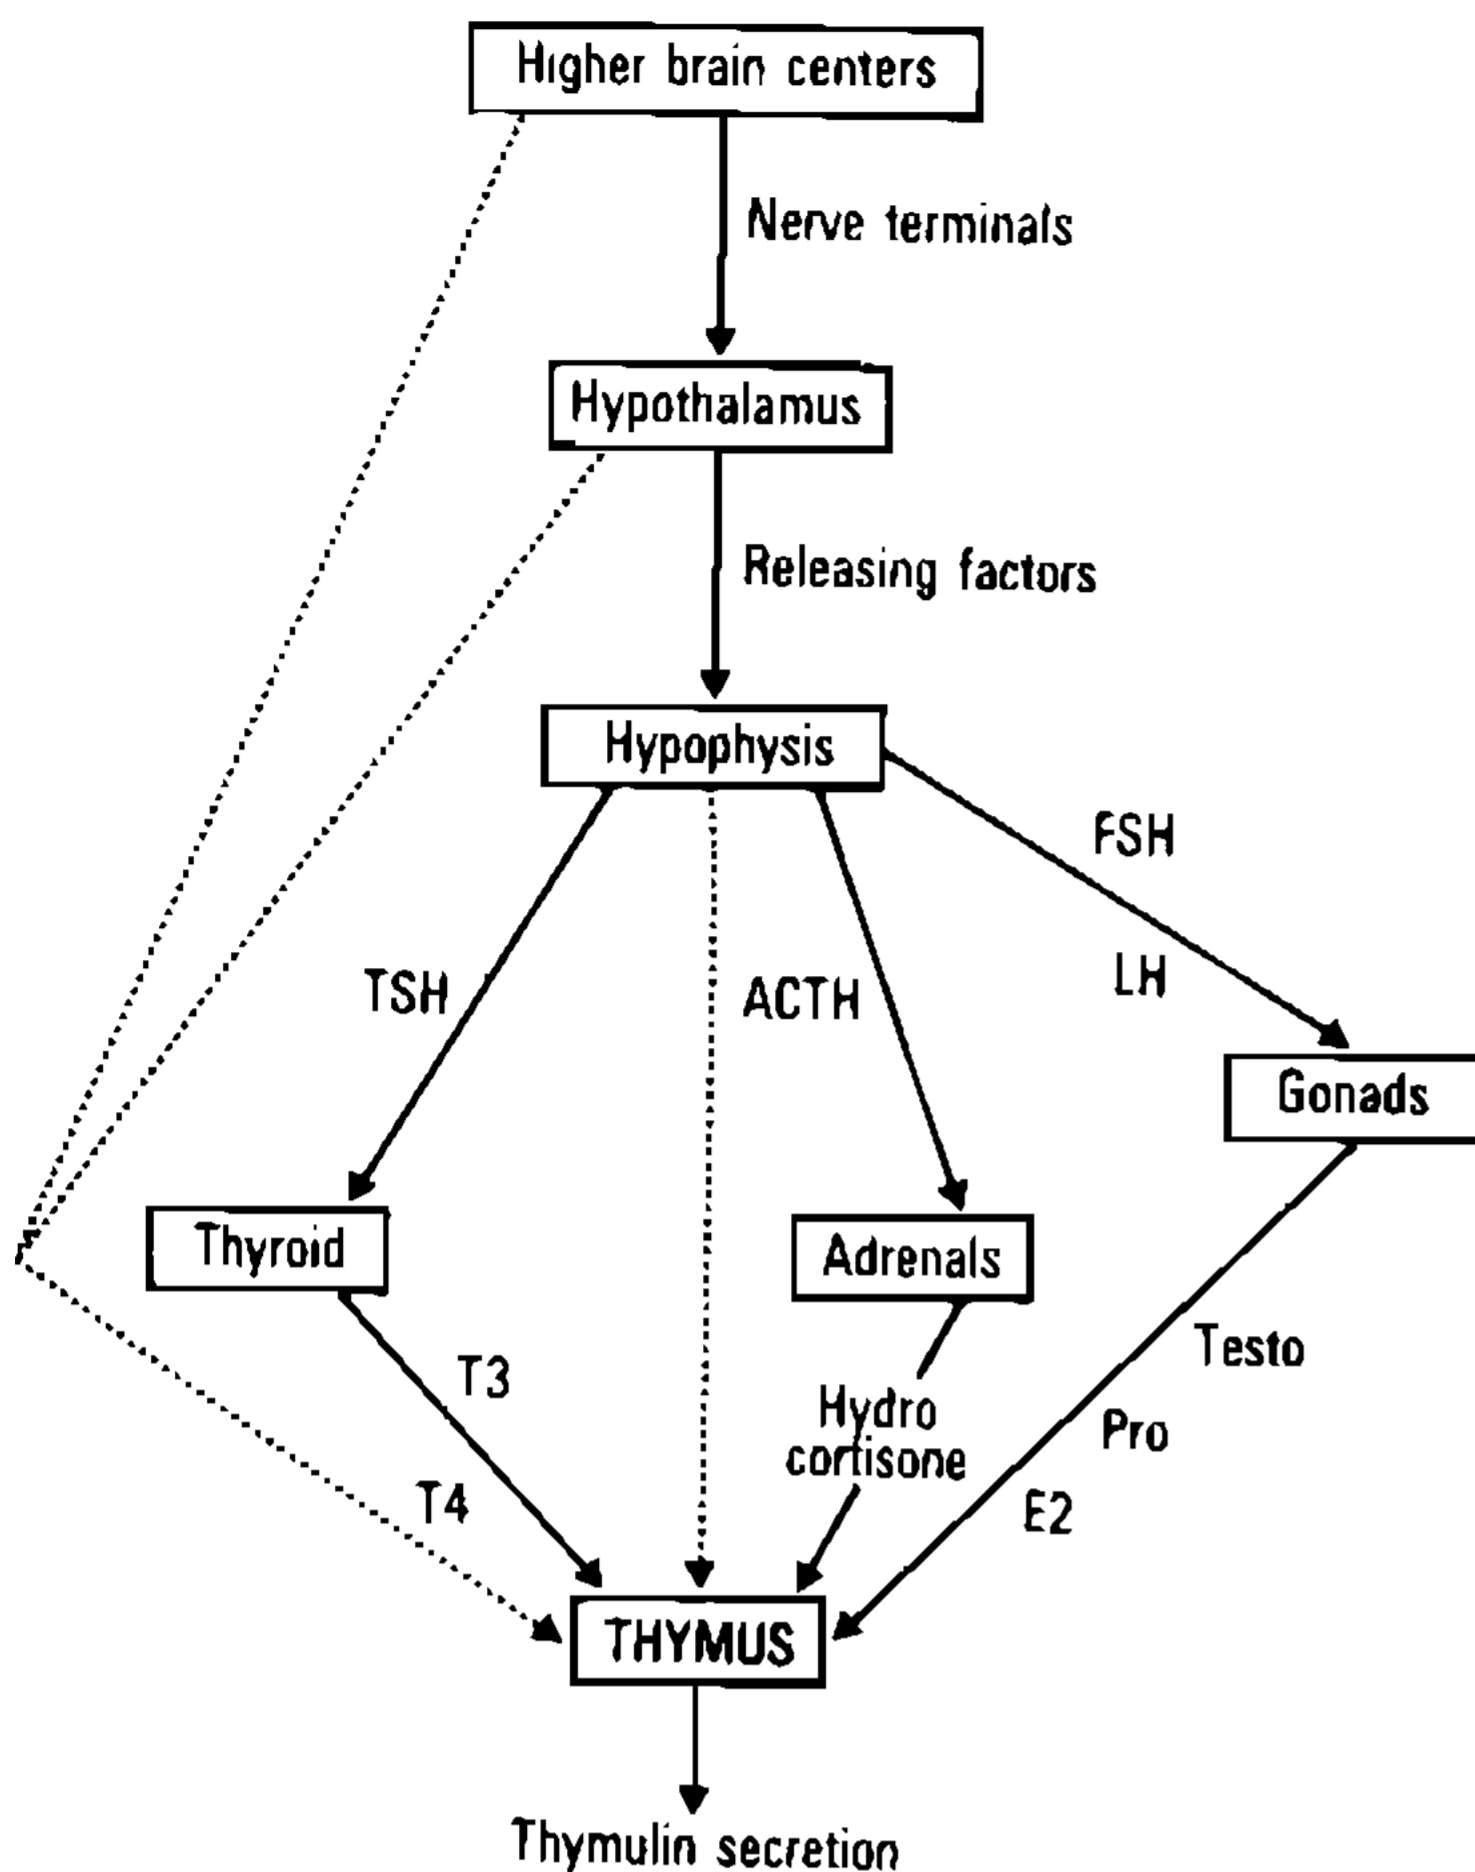 Higher brain centers
Nerve terminals
Hypothalamus
Releasing factors
Hypophysis
FSH
LH
TSH
ACTH
Gonads
Thyroid
Adrenals
Testo
T3
Hydro
cortisone
Pro
T4
E2
THYMUS
Thymulin secretion